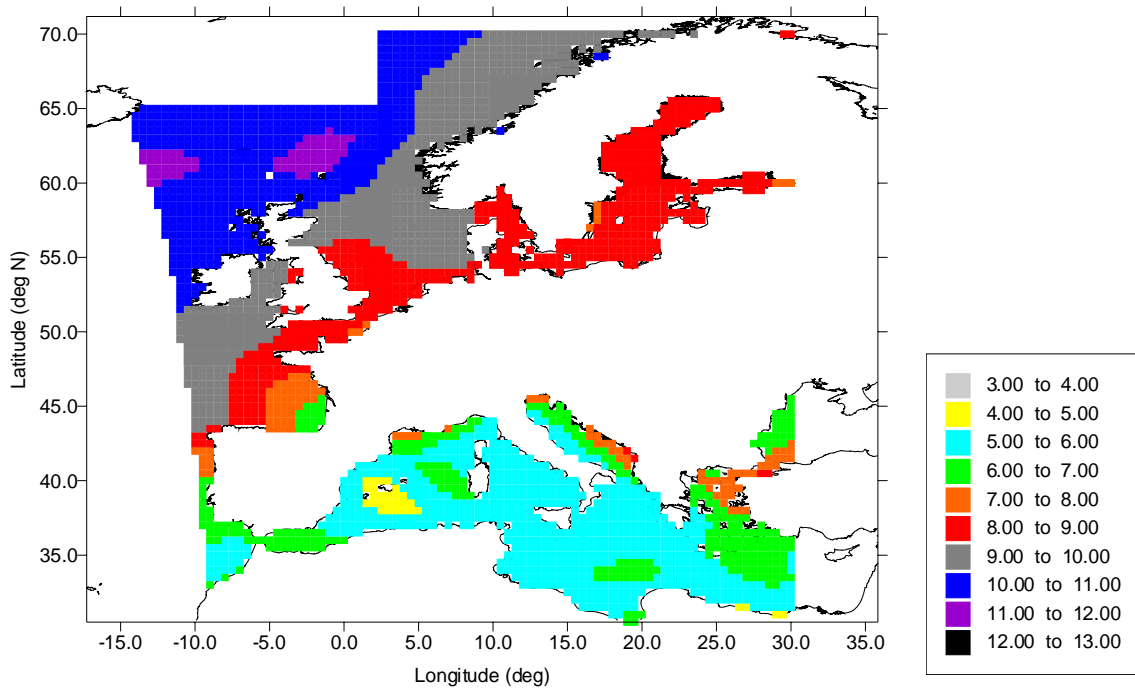 70.0
65.0
60.0
55.0
50.0
45.0
40.0
35.0
Latitude (deg N)
-15.0 -10.0 -5.0 0.0 5.0 10.0 15.0 20.0 25.0 30.0 35.0
Longitude (deg)
3.00 to 4.00
4.00 to 5.00
5.00 to 6.00
6.00 to 7.00
7.00 to 8.00
8.00 to 9.00
9.00 to 10.00
10.00 to 11.00
11.00 to 12.00
12.00 to 13.00